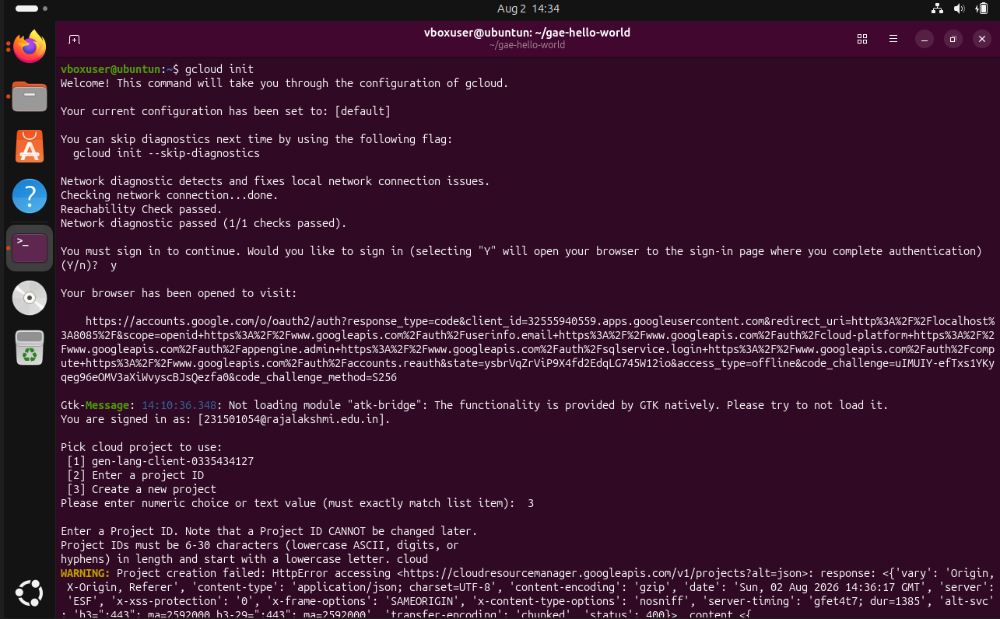 Aug 2 14:34
vboxuser@ubuntun: ~/gae-hello-world
~/gae-hello-world
vboxuser@ubuntun:~$ gcloud init
Welcome! This command will take you through the configuration of gcloud.
Your current configuration has been set to: [default]
You can skip diagnostics next time by using the following flag:
gcloud init --skip-diagnostics
Network diagnostic detects and fixes local network connection issues.
Checking network connection...done.
Reachability Check passed.
Network diagnostic passed (1/1 checks passed).
You must sign in to continue. Would you like to sign in (selecting "Y" will open your browser to the sign-in page where you complete authentication)
(Y/n)?  y
Your browser has been opened to visit:
https://accounts.google.com/o/oauth2/auth?response_type=code&client_id=32555940559.apps.googleusercontent.com&redirect_uri=http%3A%2F%2Flocalhost%
3A8085%2F&scope=openid+https%3A%2F%2Fwww.googleapis.com%2Fauth%2Fuserinfo.email+https%3A%2F%2Fwww.googleapis.com%2Fauth%2Fcloud-platform+https%3A%2F%2
Fwww.googleapis.com%2Fauth%2Fappengine.admin+https%3A%2F%2Fwww.googleapis.com%2Fauth%2Fsqlservice.login+https%3A%2F%2Fwww.googleapis.com%2Fauth%2Fcomp
ute+https%3A%2F%2Fwww.googleapis.com%2Fauth%2Faccounts.reauth&state=ysbrVqZrViP9X4fd2EdqLG745W12io&access_type=offline&code_challenge=uIMUIY-efTxs1YKy
qeg96eOMV3aXiWvyscBJsQezfa0&code_challenge_method=S256
Gtk-Message: 14:10:36.348: Not loading module "atk-bridge": The functionality is provided by GTK natively. Please try to not load it.
You are signed in as: [231501054@rajalakshmi.edu.in].
Pick cloud project to use:
[1] gen-lang-client-0335434127
[2] Enter a project ID
[3] Create a new project
Please enter numeric choice or text value (must exactly match list item):  3
Enter a Project ID. Note that a Project ID CANNOT be changed later.
Project IDs must be 6-30 characters (lowercase ASCII, digits, or
hyphens) in length and start with a lowercase letter. cloud
WARNING: Project creation failed: HttpError accessing <https://cloudresourcemanager.googleapis.com/v1/projects?alt=json>: response: <{'vary': 'Origin,
X-Origin, Referer', 'content-type': 'application/json; charset=UTF-8', 'content-encoding': 'gzip', 'date': 'Sun, 02 Aug 2026 14:36:17 GMT', 'server':
'ESF', 'x-xss-protection': '0', 'x-frame-options': 'SAMEORIGIN', 'x-content-type-options': 'nosniff', 'server-timing': 'gfet4t7; dur=1385', 'alt-svc'
: 'h3=":443"; ma=2592000,h3-29=":443"; ma=2592000', 'transfer-encoding': 'chunked', 'status': 400}>, content <{